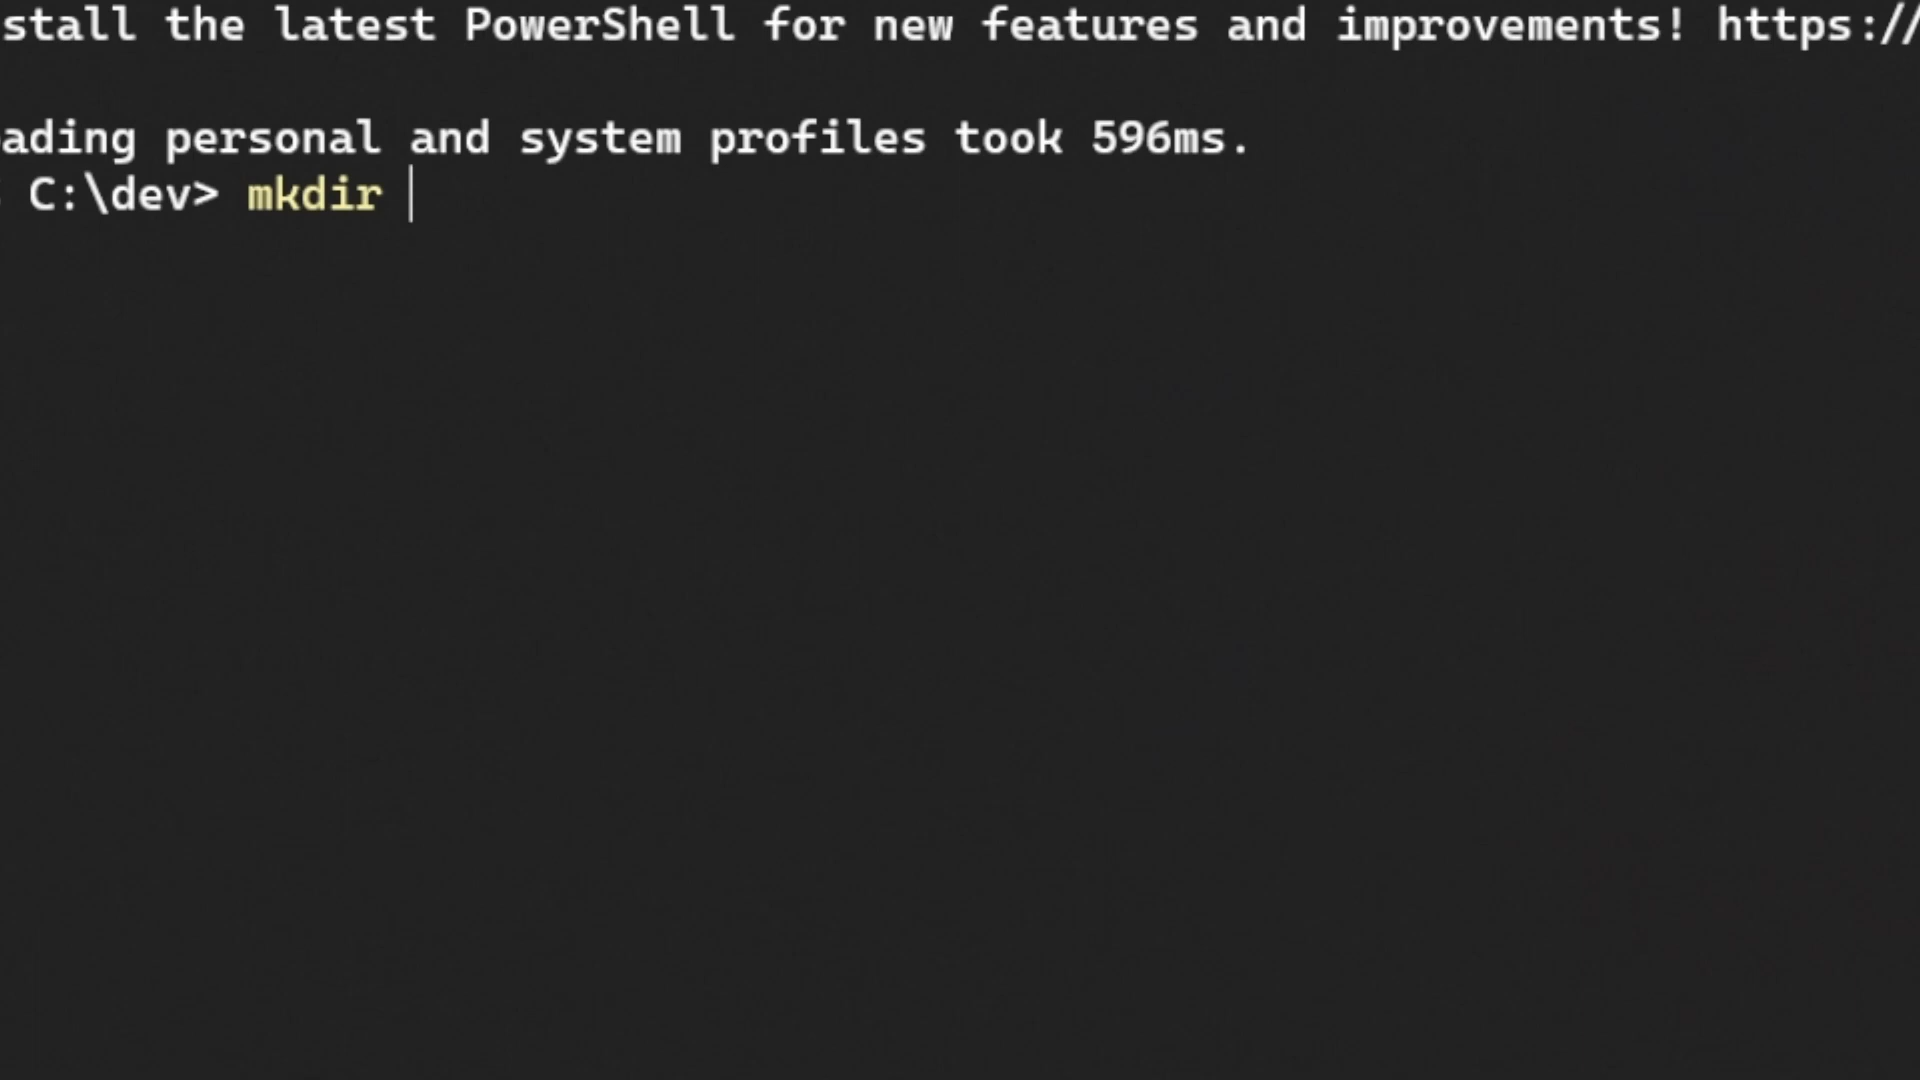 stall the latest PowerShell for new features and improvements! https://
ading personal and system profiles took 596ms.
C:\dev> mkdir